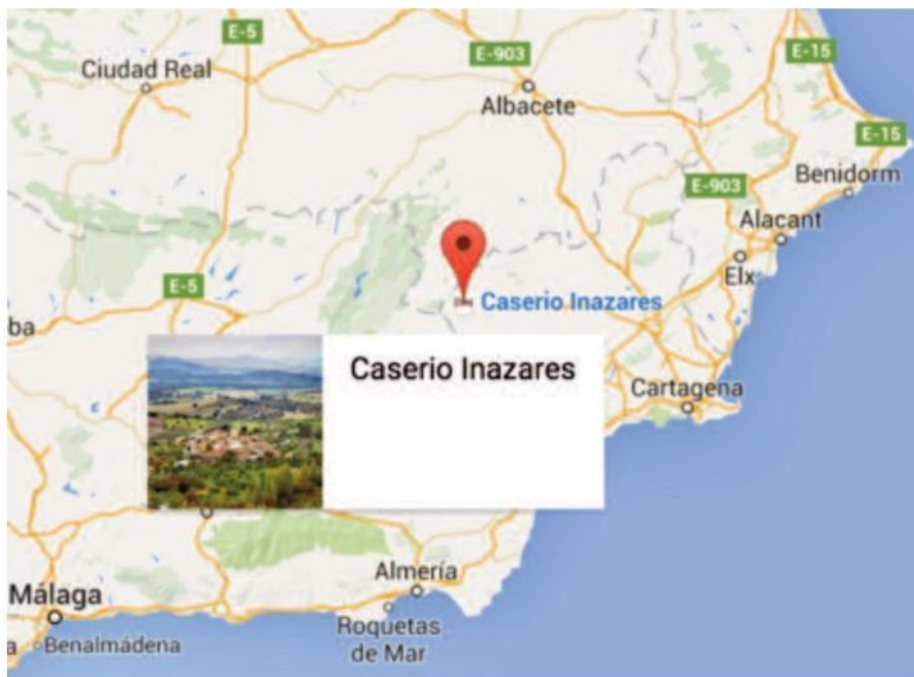 E-5
E-903
E-15
Ciudad Real
Albacete
E-15
E-903
Benidorm
Alacant
Elx
E-5
Caserio Inazares
ba
Caserio Inazares
Cartagena
Almería
Málaga
Roquetas
de Mar
a
Benalmádena